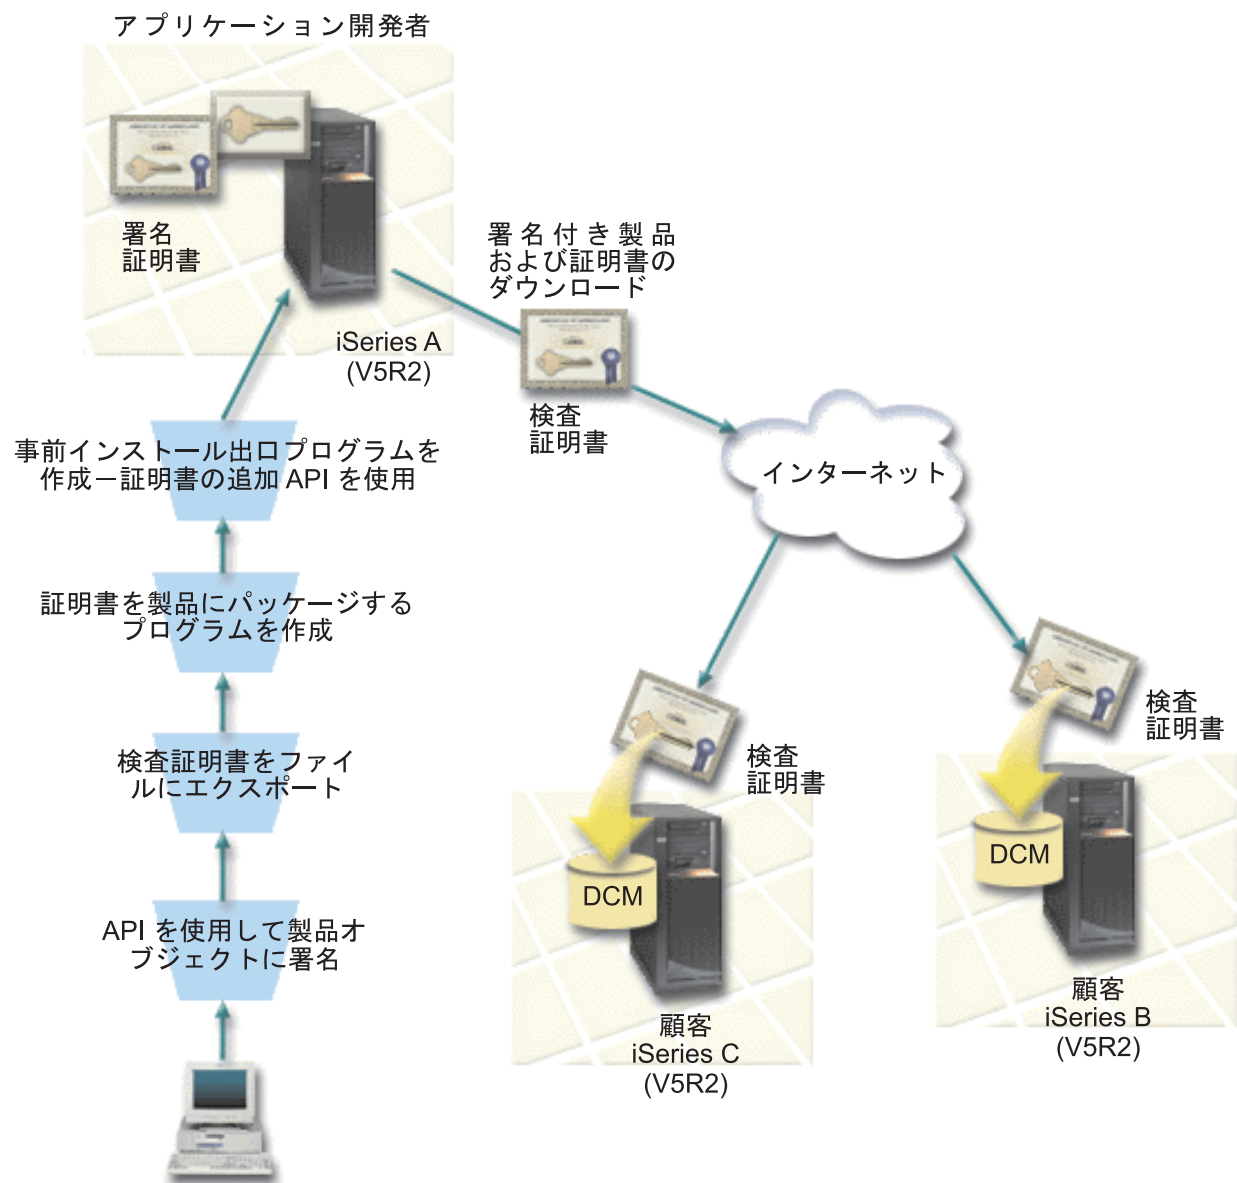 アプリケーション開発者
署名
証明書
iSeries A
(V5R2)
署名付き製品
および証明書の
ダウンロード
検査
証明書
インターネット
事前インストール出口プログラムを
作成ー証明書の追加 API を使用
証明書を製品にパッケージする
プログラムを作成
検査証明書をファイ
ルにエクスポート
API を使用して製品オ
ブジェクトに署名
検査
証明書
DCM
顧客
iSeries C
(V5R2)
検査
証明書
DCM
顧客
iSeries B
(V5R2)